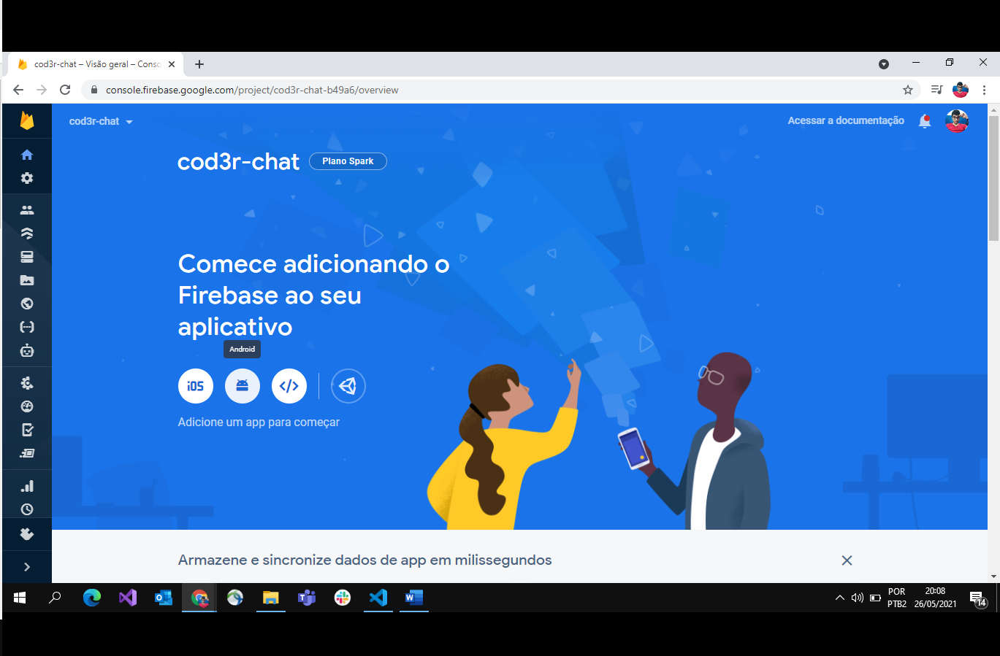 cod3r-chat – Visão geral – Conso
console.firebase.google.com/project/cod3r-chat-b49a6/overview
cod3r-chat
Acessar a documentação
cod3r-chat
Plano Spark
Comece adicionando o
Firebase ao seu
aplicativo
Android
iOS
Adicione um app para começar
Armazene e sincronize dados de app em milissegundos
POR
PTB2
20:08
26/05/2021
14